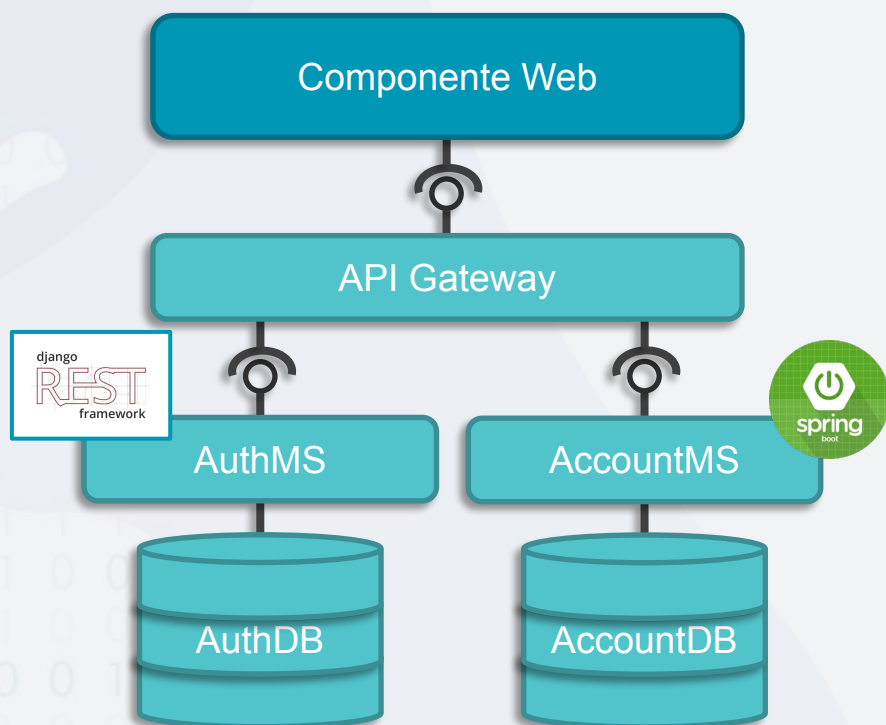 Componente Web
API Gateway
django
REST
framework
spring
boot
AuthMS
AccountMS
AuthDB
AccountDB